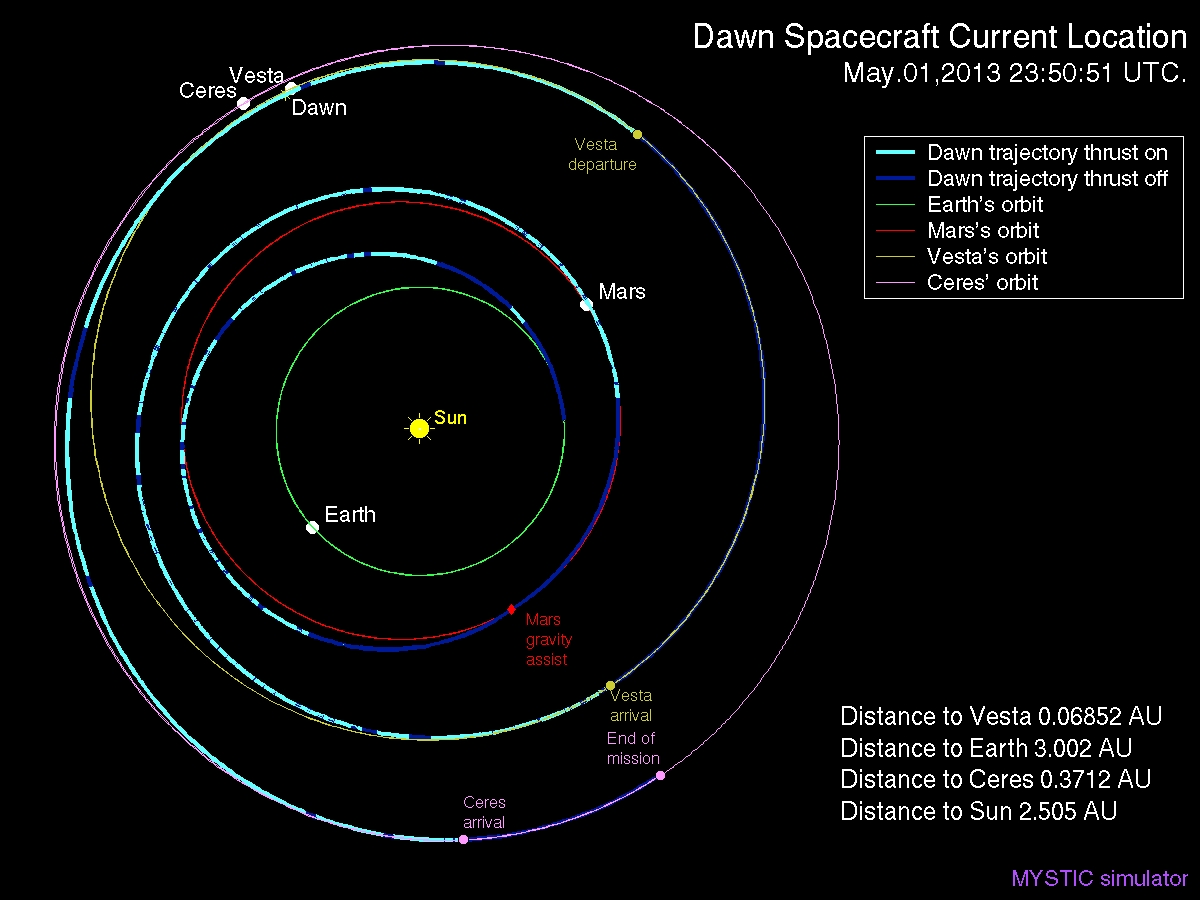 Dawn Spacecraft Current Location
May.01,2013 23:50:51 UTC.
Vesta
Ceres
Dawn
Vesta
departure
Dawn trajectory thrust on
Dawn trajectory thrust off
Earth's orbit
Mars's orbit
Vesta's orbit
Ceres' orbit
Mars
Sun
Earth
Mars
gravity
assist
Vesta
arrival
End of
mission
Ceres
arrival
Distance to Vesta 0.06852 AU
Distance to Earth 3.002 AU
Distance to Ceres 0.3712 AU
Distance to Sun 2.505 AU
MYSTIC simulator